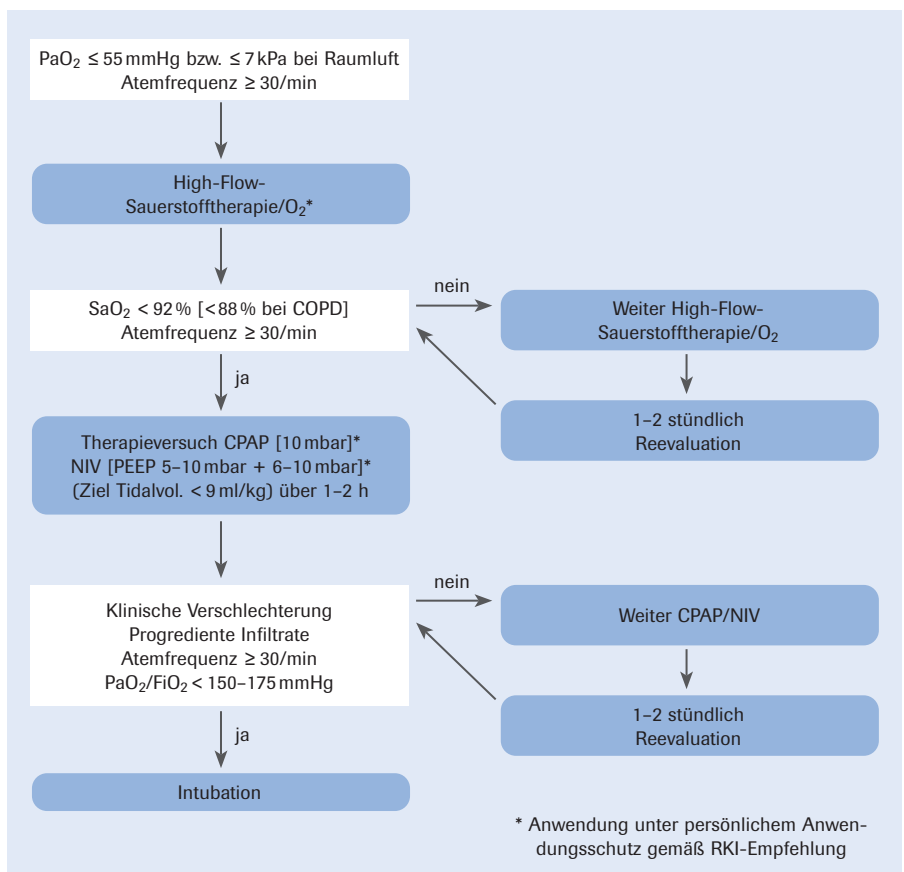 PaO₂ ≤ 55 mmHg bzw. ≤ 7 kPa bei Raumluft
Atemfrequenz ≥ 30/min
High-Flow-
Sauerstofftherapie/O₂*
SaO₂ < 92 % [< 88 % bei COPD]
Atemfrequenz ≥ 30/min
nein
Weiter High-Flow-
Sauerstofftherapie/O₂
1–2 stündlich
Reevaluation
ja
Therapieversuch CPAP [10 mbar]*
NIV [PEEP 5–10 mbar + 6–10 mbar]*
(Ziel Tidalvol. < 9 ml/kg) über 1–2 h
Klinische Verschlechterung
Progrediente Infiltrate
Atemfrequenz ≥ 30/min
PaO₂/FiO₂ < 150–175 mmHg
nein
Weiter CPAP/NIV
1–2 stündlich
Reevaluation
ja
Intubation
* Anwendung unter persönlichem Anwen-
dungsschutz gemäß RKI-Empfehlung